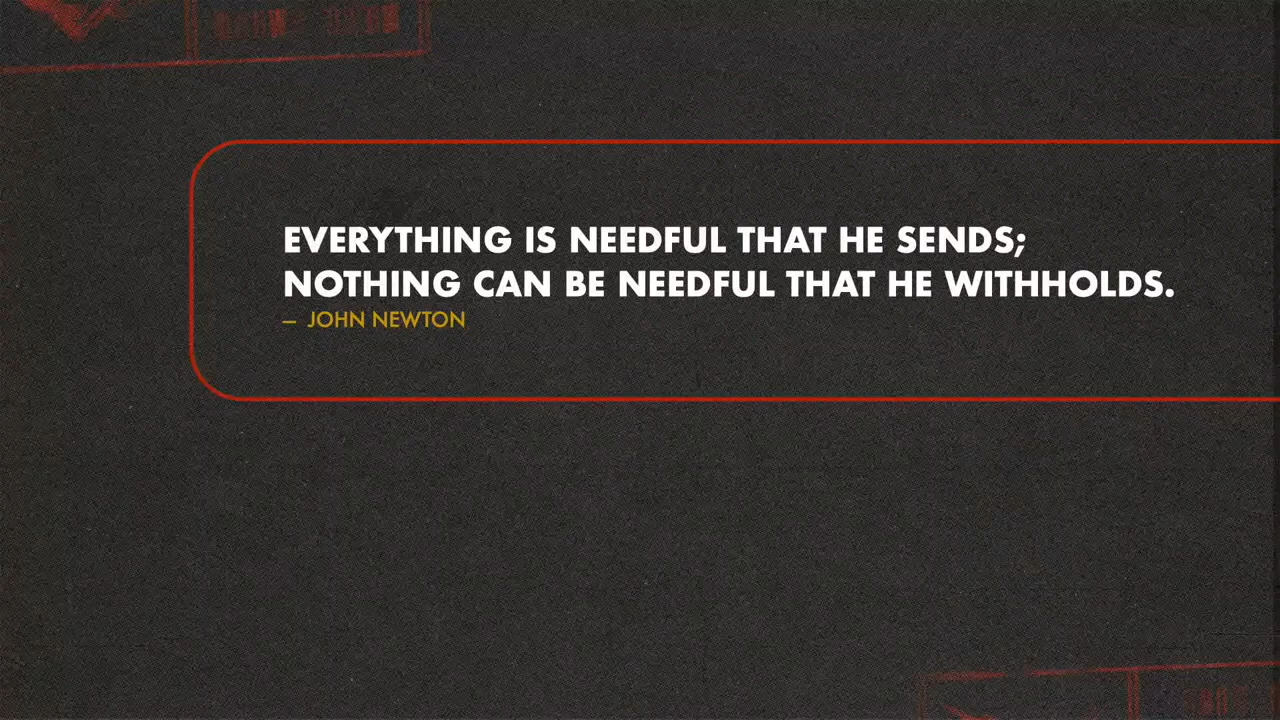 EVERYTHING IS NEEDFUL THAT HE SENDS;
NOTHING CAN BE NEEDFUL THAT HE WITHHOLDS.
– JOHN NEWTON